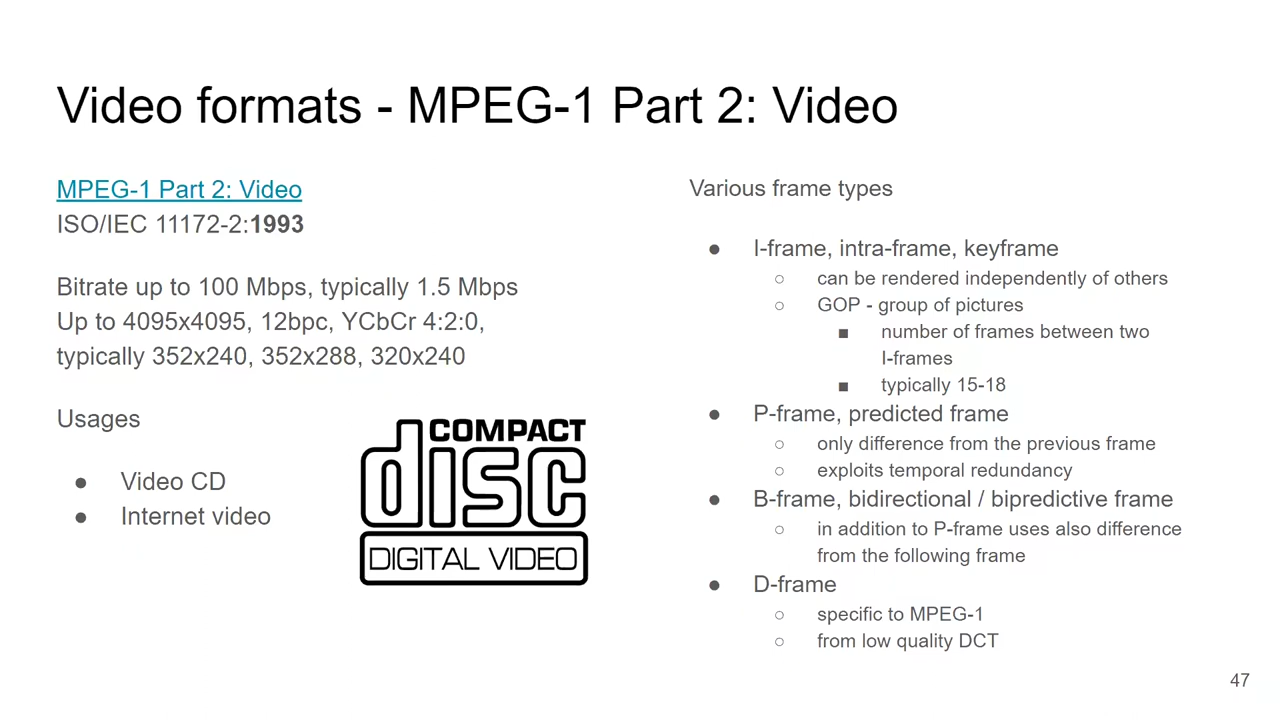 Video formats - MPEG-1 Part 2: Video
MPEG-1 Part 2: Video
ISO/IEC 11172-2:1993
Bitrate up to 100 Mbps, typically 1.5 Mbps
Up to 4095x4095, 12bpc, YCbCr 4:2:0,
typically 352x240, 352x288, 320x240
Usages
● Video CD
● Internet video
COMPACT
disc
DIGITAL VIDEO
Various frame types
● I-frame, intra-frame, keyframe
○ can be rendered independently of others
○ GOP - group of pictures
■ number of frames between two
I-frames
■ typically 15-18
● P-frame, predicted frame
○ only difference from the previous frame
○ exploits temporal redundancy
● B-frame, bidirectional / bipredictive frame
○ in addition to P-frame uses also difference
from the following frame
● D-frame
○ specific to MPEG-1
○ from low quality DCT
47